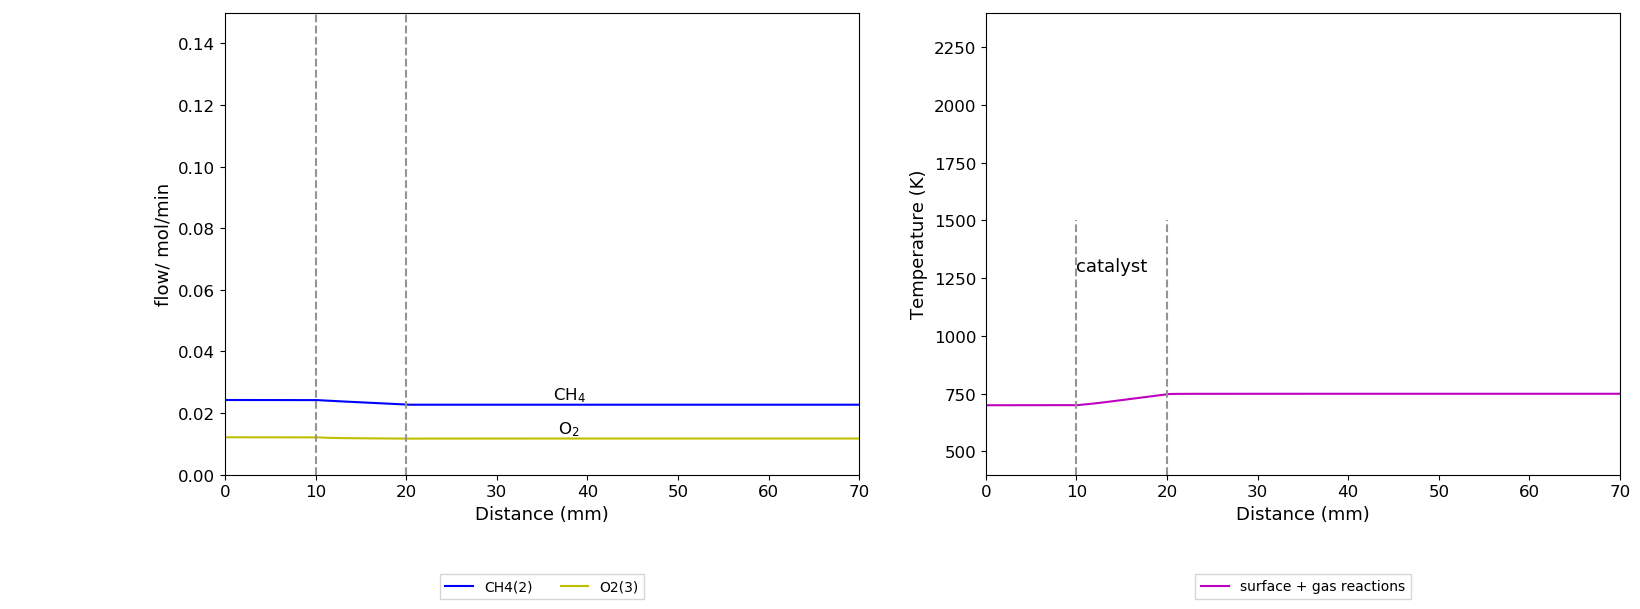 0.14
0.12
0.10
0.08
0.06
0.04
0.02
0.00
flow/ mol/min
CH₄
O₂
0 10 20 30 40 50 60 70
Distance (mm)
CH4(2) O2(3)
2250
2000
1750
1500
1250
1000
750
500
Temperature (K)
catalyst
0 10 20 30 40 50 60 70
Distance (mm)
surface + gas reactions